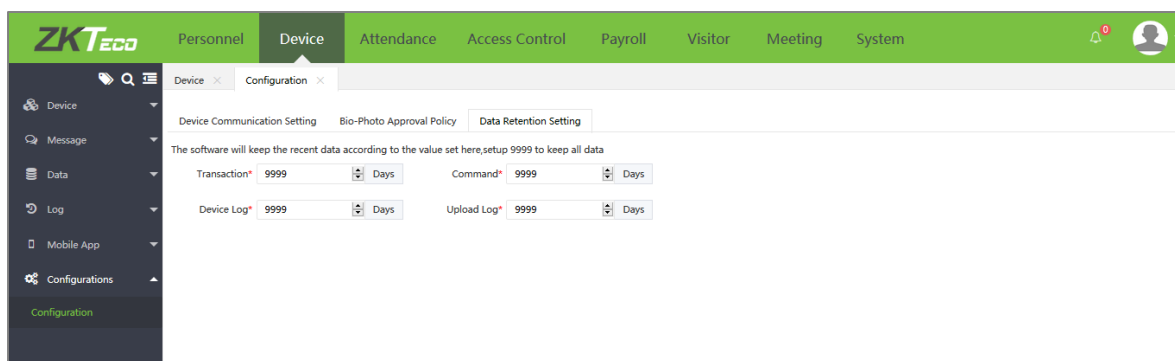 ZKTeco Personnel Device Attendance Access Control Payroll Visitor Meeting System 0
Device Configuration
Device
Device Communication Setting Bio-Photo Approval Policy Data Retention Setting
Message
The software will keep the recent data according to the value set here,setup 9999 to keep all data
Data Transaction* 9999 Days Command* 9999 Days
Log Device Log* 9999 Days Upload Log* 9999 Days
Mobile App
Configurations
Configuration